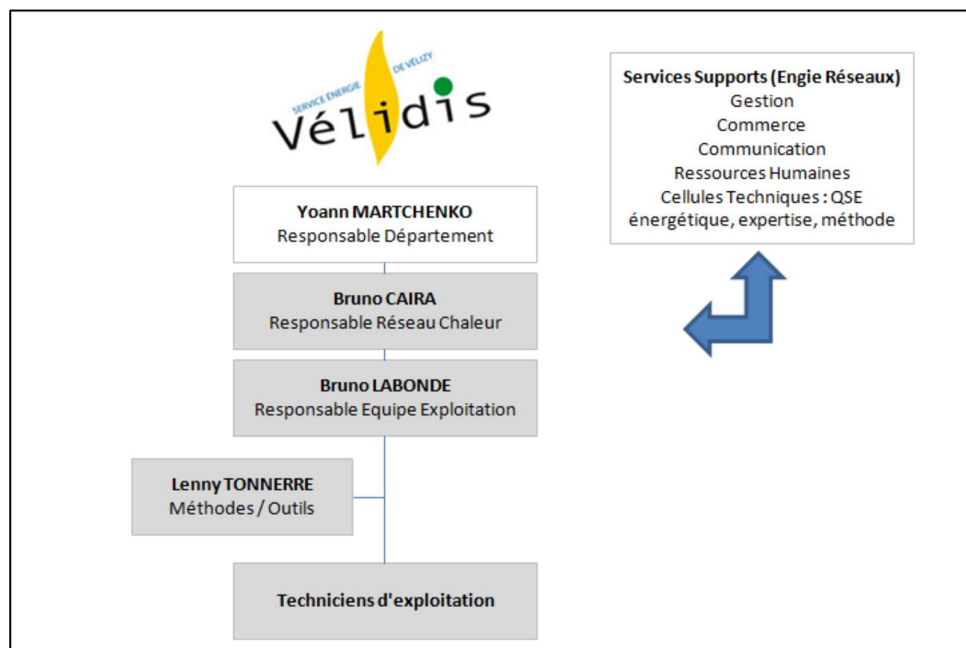 SERVICE ÉNERGIE DE VÉLIZY
Vélidis
Services Supports (Engie Réseaux)
Gestion
Commerce
Communication
Ressources Humaines
Cellules Techniques : QSE
énergétique, expertise, méthode
Yoann MARTCHENKO
Responsable Département
Bruno CAIRA
Responsable Réseau Chaleur
Bruno LABONDE
Responsable Equipe Exploitation
Lenny TONNERRE
Méthodes / Outils
Techniciens d'exploitation